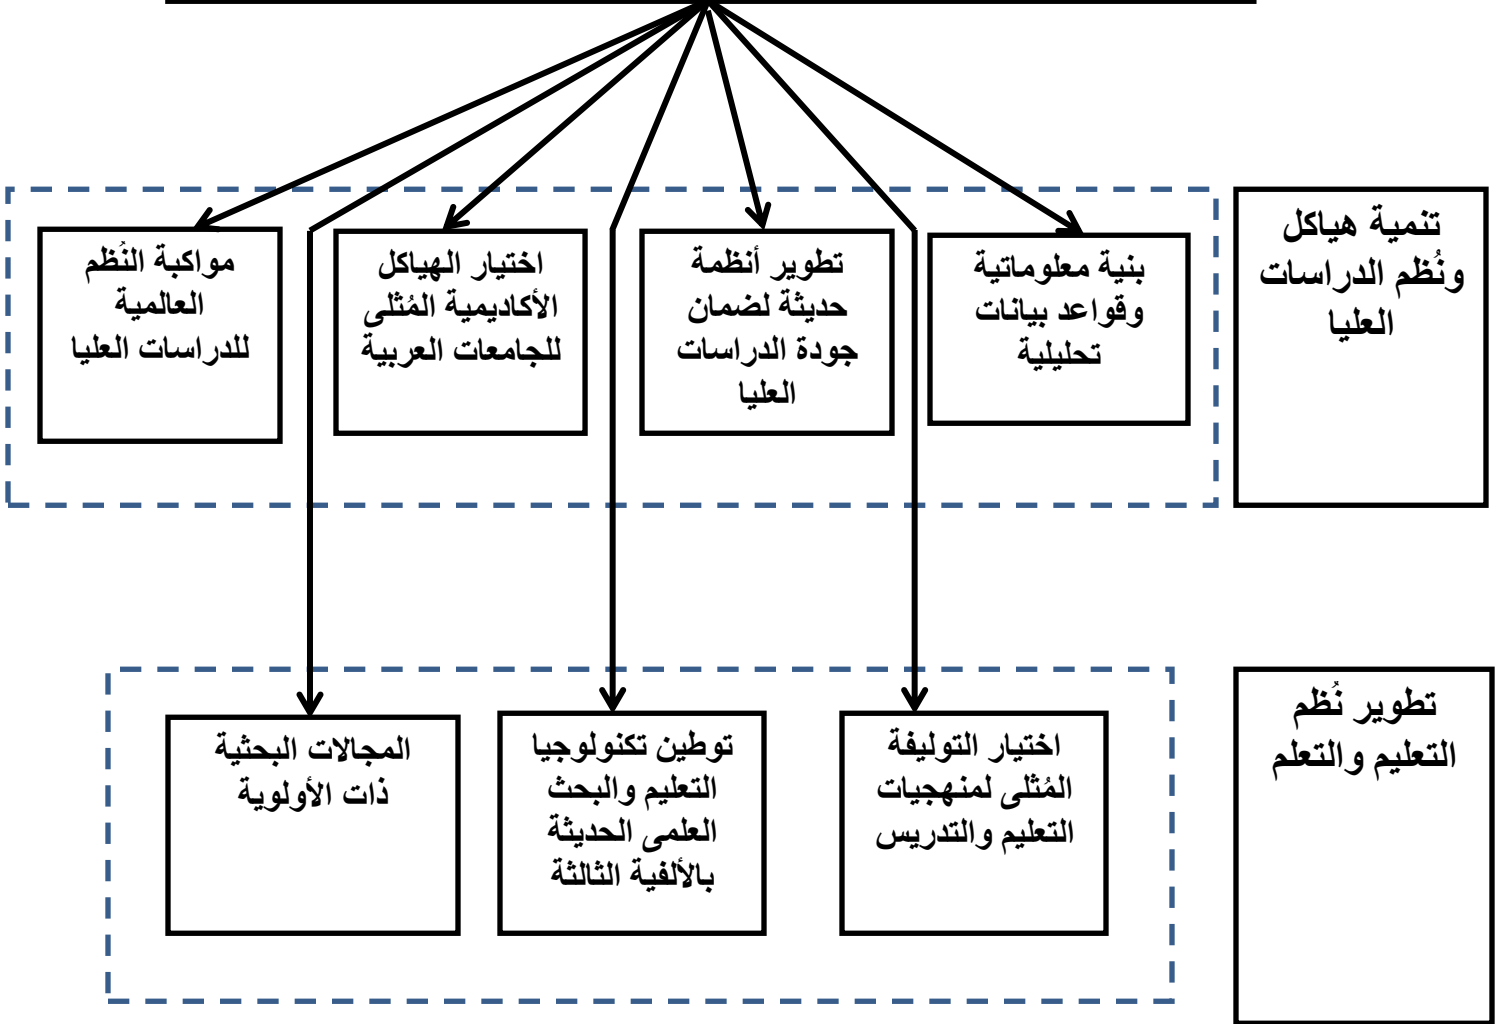 تنمية هياكل
ونُظم الدراسات
العليا
بنية معلوماتية
وقواعد بيانات
تحليلية
تطوير أنظمة
حديثة لضمان
جودة الدراسات
العليا
اختيار الهياكل
الأكاديمية المُثلى
للجامعات العربية
مواكبة النُظم
العالمية
للدراسات العليا
تطوير نُظم
التعليم والتعلم
اختيار التوليفة
المُثلى لمنهجيات
التعليم والتدريس
توطين تكنولوجيا
التعليم والبحث
العلمى الحديثة
بالألفية الثالثة
المجالات البحثية
ذات الأولوية